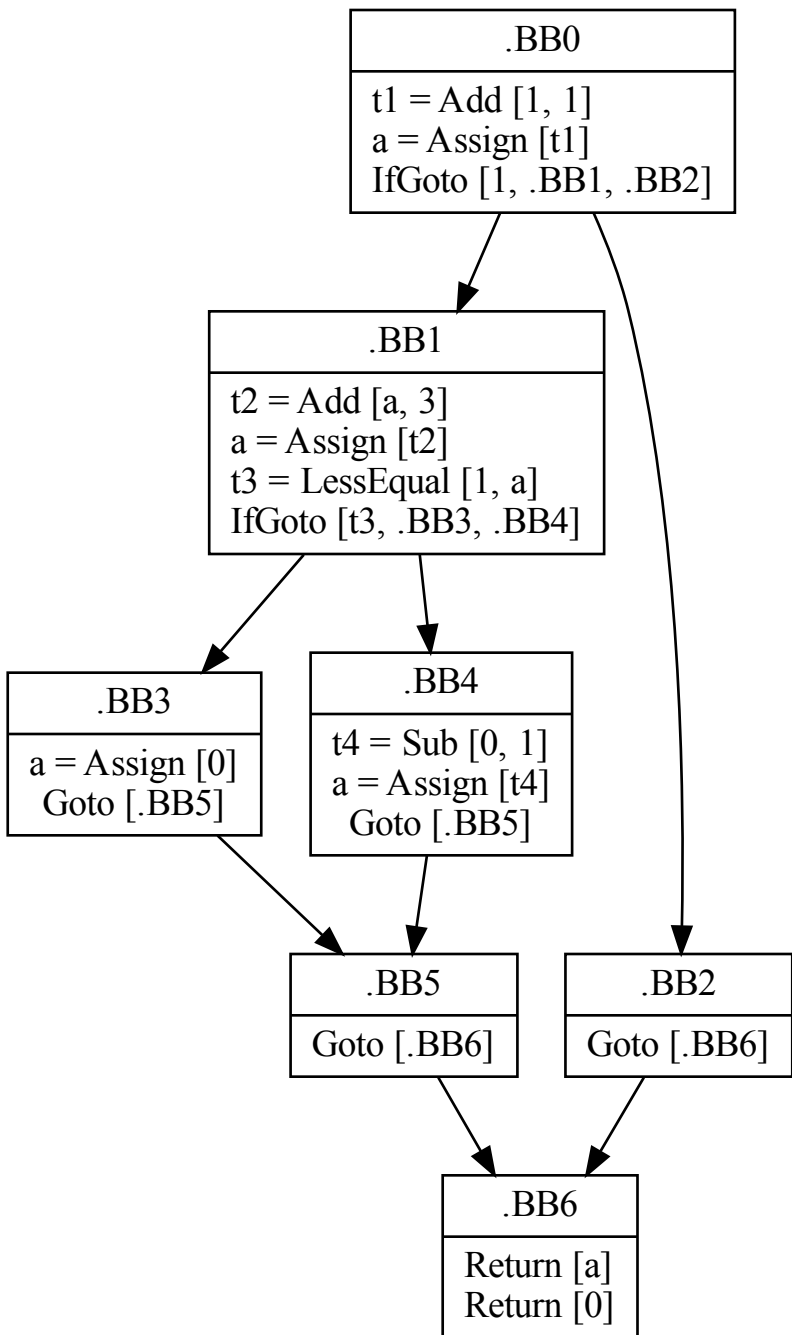 .BB0
t1 = Add [1, 1]
a = Assign [t1]
IfGoto [1, .BB1, .BB2]
.BB1
t2 = Add [a, 3]
a = Assign [t2]
t3 = LessEqual [1, a]
IfGoto [t3, .BB3, .BB4]
.BB3
a = Assign [0]
Goto [.BB5]
.BB4
t4 = Sub [0, 1]
a = Assign [t4]
Goto [.BB5]
.BB5
Goto [.BB6]
.BB2
Goto [.BB6]
.BB6
Return [a]
Return [0]